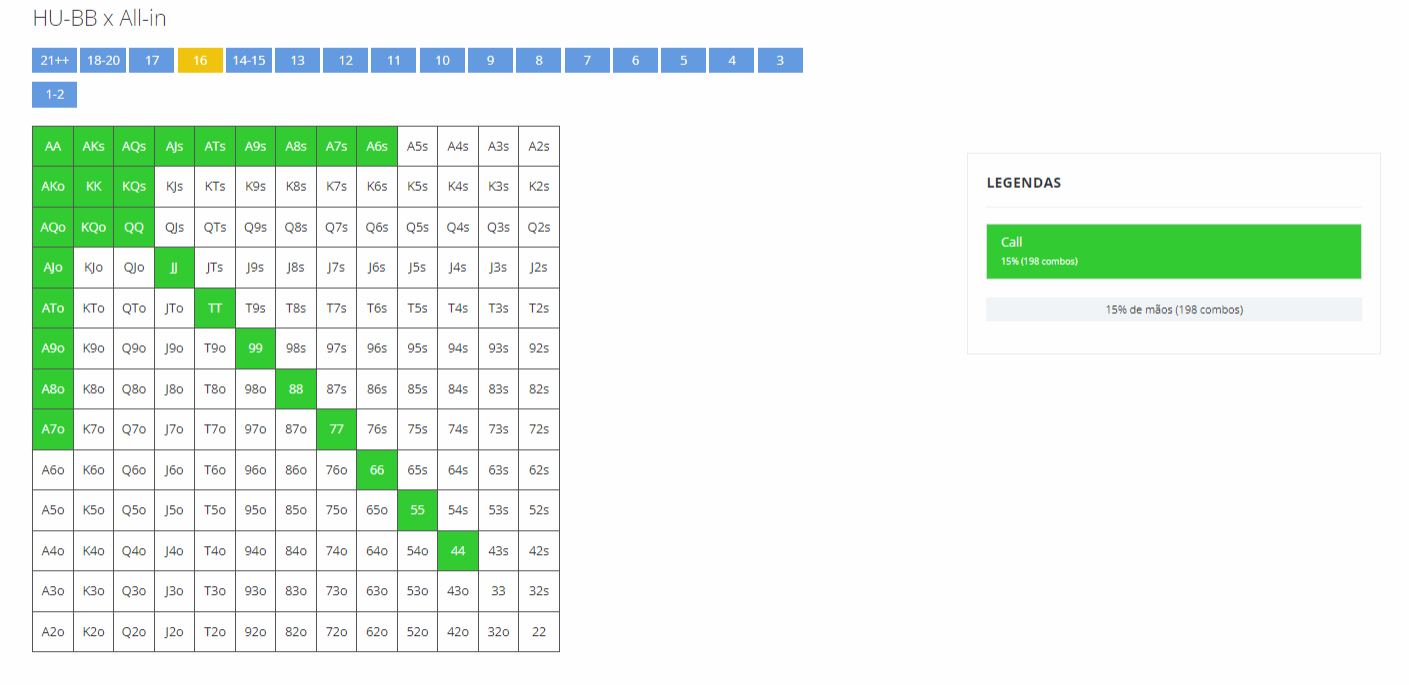 HU-BB x All-in
21++ 18-20 17 16 14-15 13 12 11 10 9 8 7 6 5 4 3
1-2
AA AKs AQs AJs ATs A9s A8s A7s A6s A5s A4s A3s A2s
AKo KK KQs KJs KTs K9s K8s K7s K6s K5s K4s K3s K2s
AQo KQo QQ QJs QTs Q9s Q8s Q7s Q6s Q5s Q4s Q3s Q2s
AJo KJo QJo JJ JTs J9s J8s J7s J6s J5s J4s J3s J2s
ATo KTo QTo JTo TT T9s T8s T7s T6s T5s T4s T3s T2s
A9o K9o Q9o J9o T9o 99 98s 97s 96s 95s 94s 93s 92s
A8o K8o Q8o J8o T8o 98o 88 87s 86s 85s 84s 83s 82s
A7o K7o Q7o J7o T7o 97o 87o 77 76s 75s 74s 73s 72s
A6o K6o Q6o J6o T6o 96o 86o 76o 66 65s 64s 63s 62s
A5o K5o Q5o J5o T5o 95o 85o 75o 65o 55 54s 53s 52s
A4o K4o Q4o J4o T4o 94o 84o 74o 64o 54o 44 43s 42s
A3o K3o Q3o J3o T3o 93o 83o 73o 63o 53o 43o 33 32s
A2o K2o Q2o J2o T2o 92o 82o 72o 62o 52o 42o 32o 22
LEGENDAS
Call
15% (198 combos)
15% de mãos (198 combos)